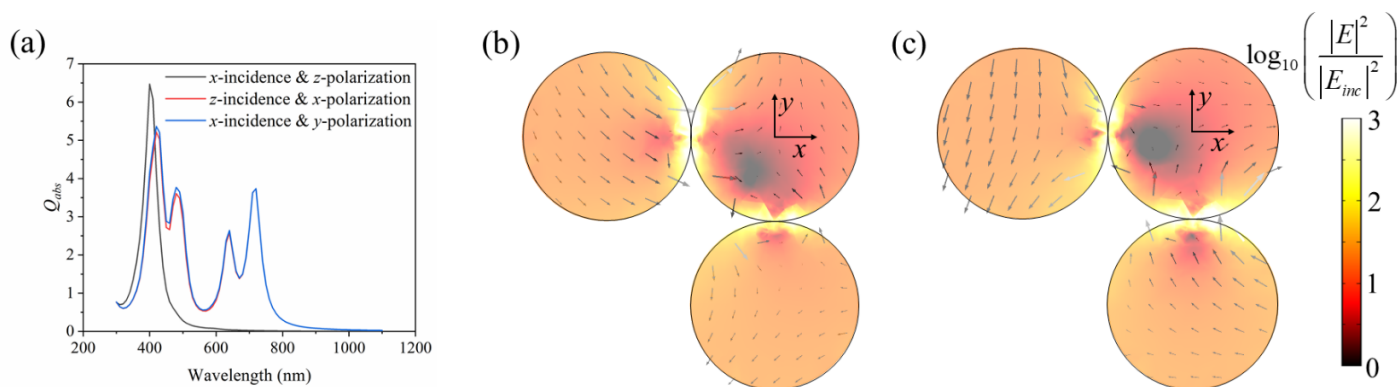 (a)
7
6
5
4
3
2
1
0
Q_abs
x-incidence & z-polarization
z-incidence & x-polarization
x-incidence & y-polarization
200
400
600
800
1000
1200
Wavelength (nm)
(b)
y
x
(c)
y
x
log₁₀ ( |E|² / |E_inc|² )
3
2
1
0